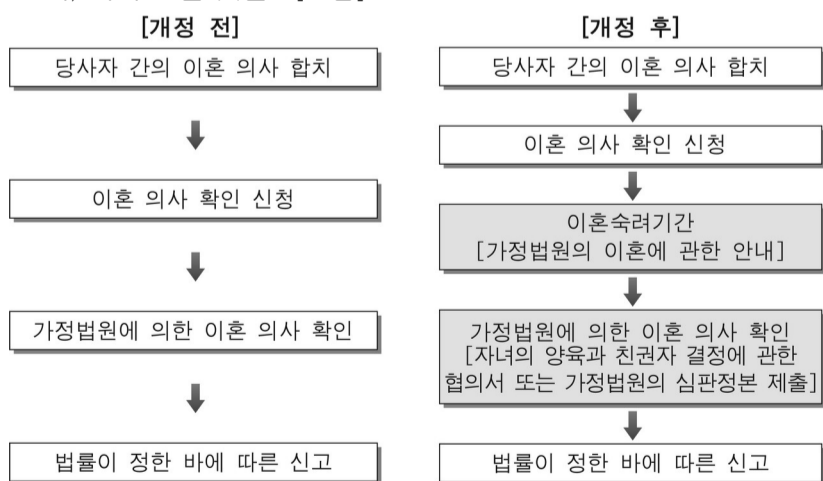 [개정 전]
당사자 간의 이혼 의사 합치
이혼 의사 확인 신청
가정법원에 의한 이혼 의사 확인
법률이 정한 바에 따른 신고
[개정 후]
당사자 간의 이혼 의사 합치
이혼 의사 확인 신청
이혼숙려기간
[가정법원의 이혼에 관한 안내]
가정법원에 의한 이혼 의사 확인
[자녀의 양육과 친권자 결정에 관한
협의서 또는 가정법원의 심판정본 제출]
법률이 정한 바에 따른 신고